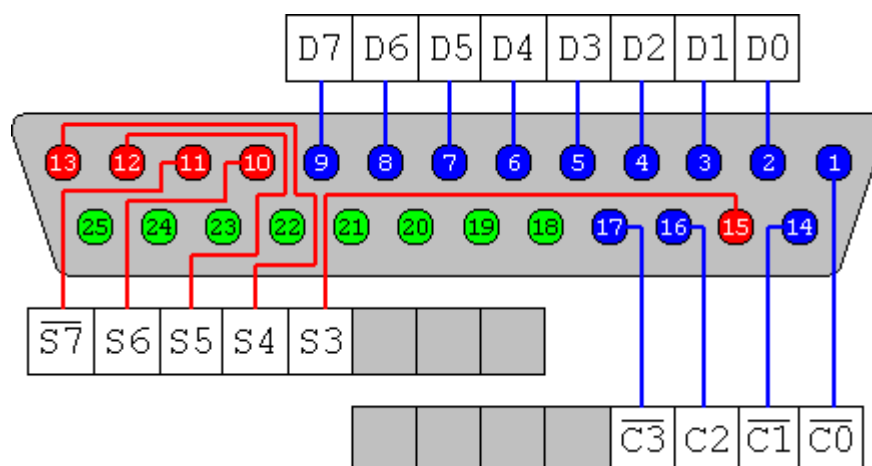 D7 D6 D5 D4 D3 D2 D1 D0
13 12 11 10 9 8 7 6 5 4 3 2 1
25 24 23 22 21 20 19 18 17 16 15 14
S̅7̅ S6 S5 S4 S3
C̅3̅ C2 C̅1̅ C̅0̅